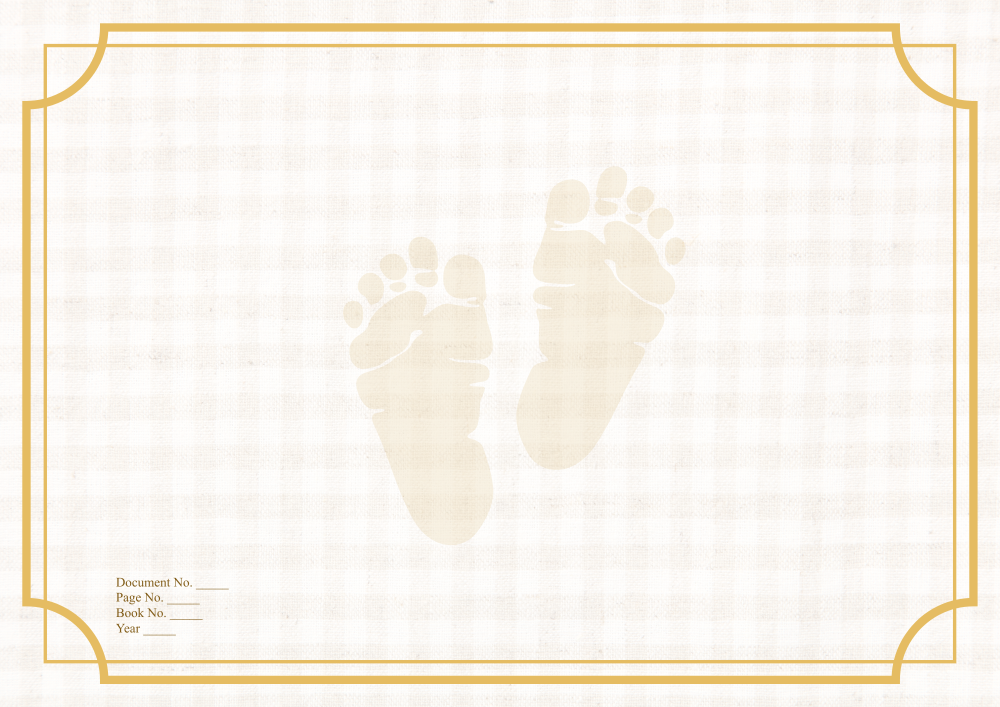 Document No. _____
Page No. _____
Book No. _____
Year _____